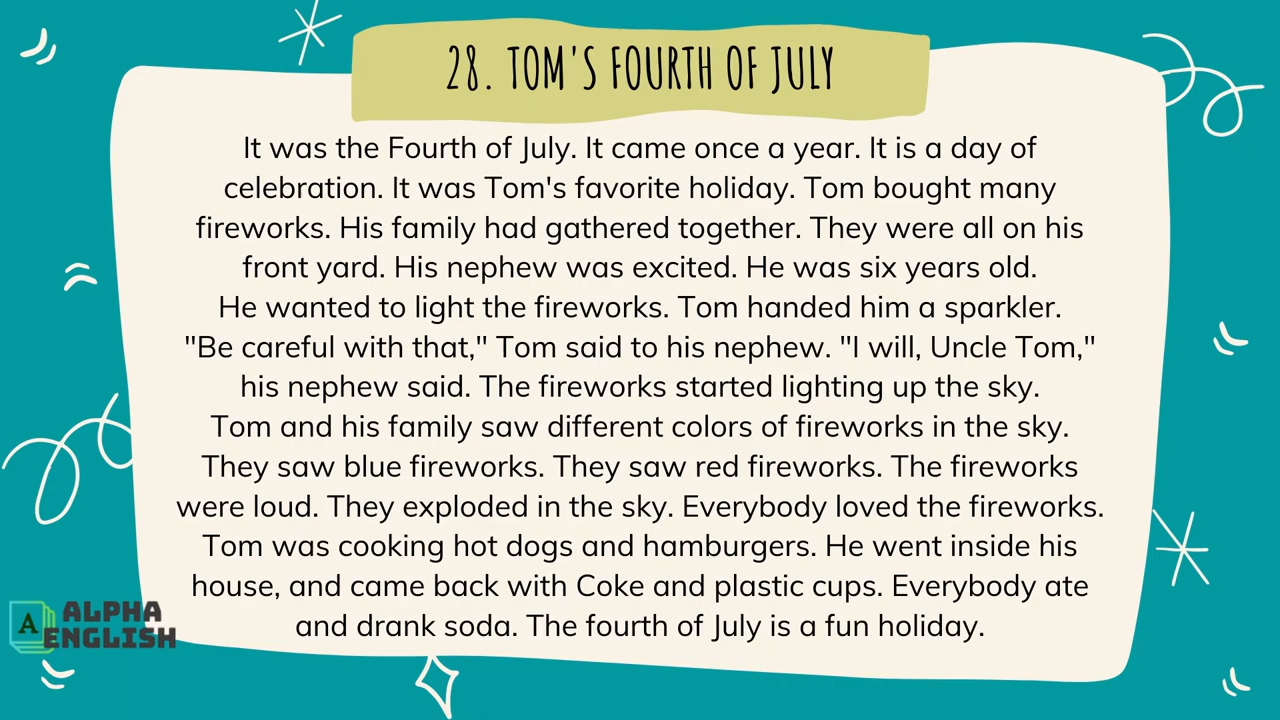 28. TOM'S FOURTH OF JULY
It was the Fourth of July. It came once a year. It is a day of
celebration. It was Tom's favorite holiday. Tom bought many
fireworks. His family had gathered together. They were all on his
front yard. His nephew was excited. He was six years old.
He wanted to light the fireworks. Tom handed him a sparkler.
"Be careful with that," Tom said to his nephew. "I will, Uncle Tom,"
his nephew said. The fireworks started lighting up the sky.
Tom and his family saw different colors of fireworks in the sky.
They saw blue fireworks. They saw red fireworks. The fireworks
were loud. They exploded in the sky. Everybody loved the fireworks.
Tom was cooking hot dogs and hamburgers. He went inside his
house, and came back with Coke and plastic cups. Everybody ate
and drank soda. The fourth of July is a fun holiday.
A
ALPHA
ENGLISH